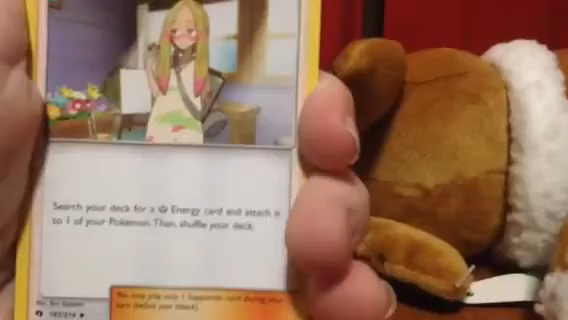 Search your deck for a Energy card and attach it
to 1 of your Pokémon. Then, shuffle your deck.
You may play only 1 Supporter card during your
turn (before your attack).